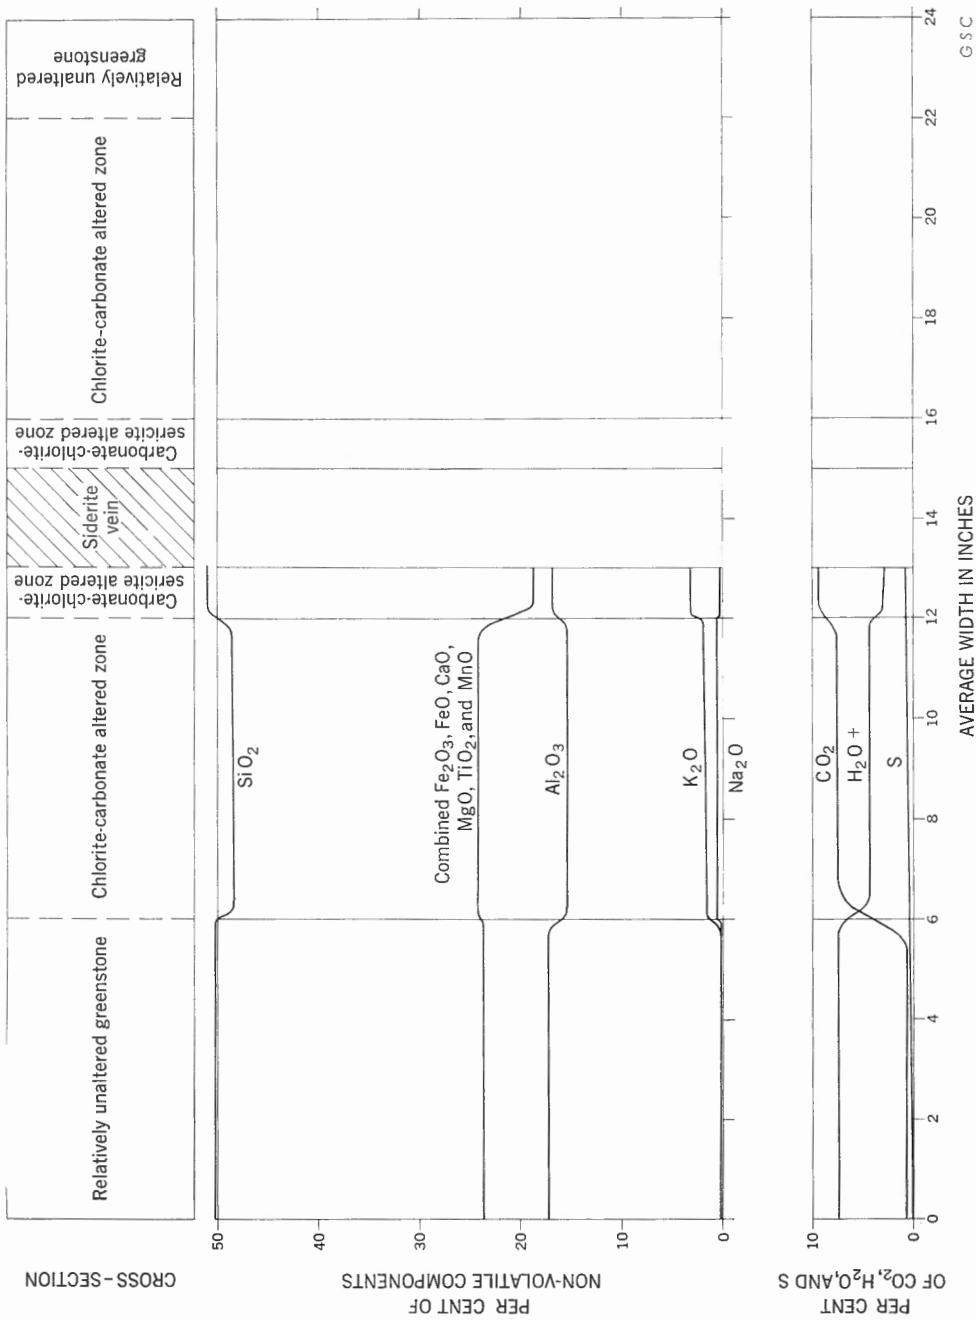 CROSS-SECTION
Relatively unaltered greenstone
Chlorite-carbonate altered zone
Carbonate-chlorite-
sericite altered zone
Siderite
vein
Carbonate-chlorite-
sericite altered zone
Chlorite-carbonate altered zone
Relatively unaltered
greenstone
PER CENT OF
NON-VOLATILE COMPONENTS
50
40
30
20
10
0
SiO2
Combined Fe2O3, FeO, CaO,
MgO, TiO2, and MnO
Al2O3
K2O
Na2O
PER CENT
OF CO2, H2O, AND S
10
0
CO2
H2O +
S
0
2
4
6
8
10
12
14
16
18
20
22
24
AVERAGE WIDTH IN INCHES
GSC